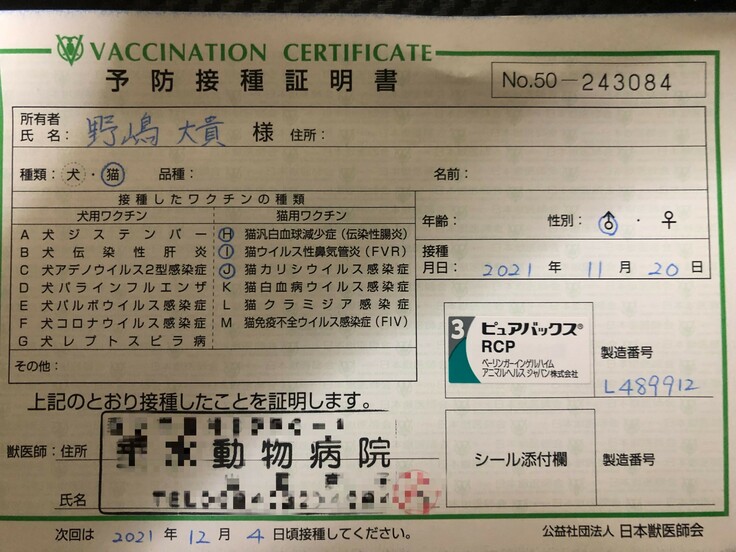 VACCINATION CERTIFICATE
予防接種証明書
No.50-243084
所有者
氏名： 野嶋 大貴 様 住所：
種類： 犬・猫 品種： 名前：
接種したワクチンの種類
犬用ワクチン 猫用ワクチン
A 犬ジステンパー
B 犬伝染性肝炎
C 犬アデノウイルス2型感染症
D 犬パラインフルエンザ
E 犬パルボウイルス感染症
F 犬コロナウイルス感染症
G 犬レプトスピラ病
H 猫汎白血球減少症（伝染性腸炎）
I 猫ウイルス性鼻気管炎（FVR）
J 猫カリシウイルス感染症
K 猫白血病ウイルス感染症
L 猫クラミジア感染症
M 猫免疫不全ウイルス感染症（FIV）
その他：
年齢： 性別： ♂・♀
接種
月日： 2021 年 11 月 20 日
3 ピュアバックス® RCP
ベーリンガーインゲルハイム
アニマルヘルス ジャパン株式会社
製造番号
L489912
シール添付欄
製造番号
上記のとおり接種したことを証明します。
獣医師：住所
動物病院
氏名
TEL
次回は 2021 年 12 月 4 日頃接種してください。
公益社団法人 日本獣医師会